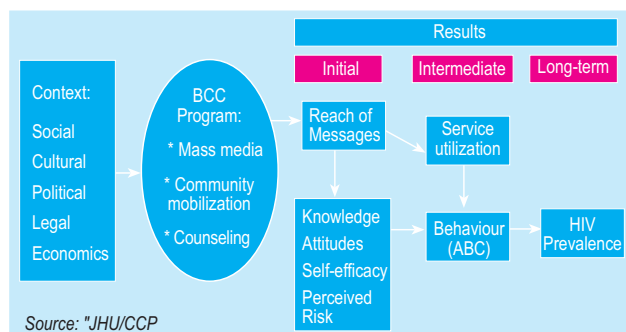 Results
Initial
Intermediate
Long-term
Context:
Social
Cultural
Political
Legal
Economics
BCC
Program:
* Mass media
* Community
mobilization
* Counseling
Reach of
Messages
Service
utilization
Knowledge
Attitudes
Self-efficacy
Perceived
Risk
Behaviour
(ABC)
HIV
Prevalence
Source: "JHU/CCP